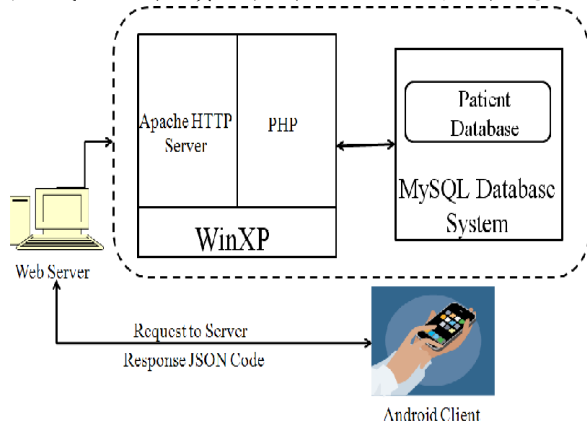 Apache HTTP
Server
PHP
WinXP
Patient
Database
MySQL Database
System
Web Server
Request to Server
Response JSON Code
Android Client